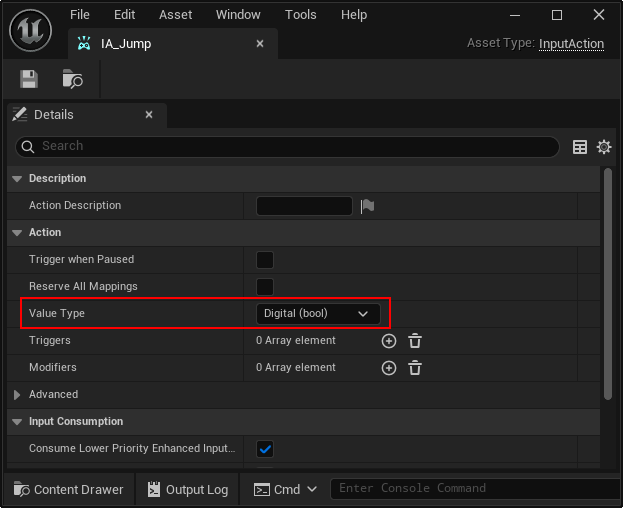 File Edit Asset Window Tools Help
IA_Jump
Asset Type: InputAction
Details
Search
Description
Action Description
Action
Trigger when Paused
Reserve All Mappings
Value Type Digital (bool)
Triggers 0 Array element
Modifiers 0 Array element
Advanced
Input Consumption
Consume Lower Priority Enhanced Input...
Content Drawer Output Log Cmd Enter Console Command